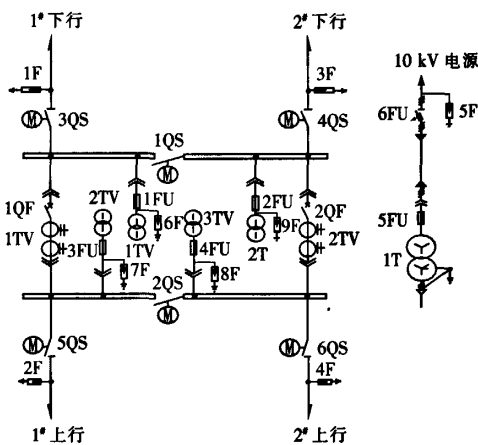 1# 下行
2# 下行
1F
3F
10 kV 电源
M
3QS
M
4QS
6FU
5F
1QS
M
2TV
1FU
2FU
1QF
6F
3TV
9F
2QF
5FU
1TV
3FU
1TV
4FU
2T
2TV
1T
7F
8F
2QS
M
M
5QS
M
6QS
2F
4F
1# 上行
2# 上行